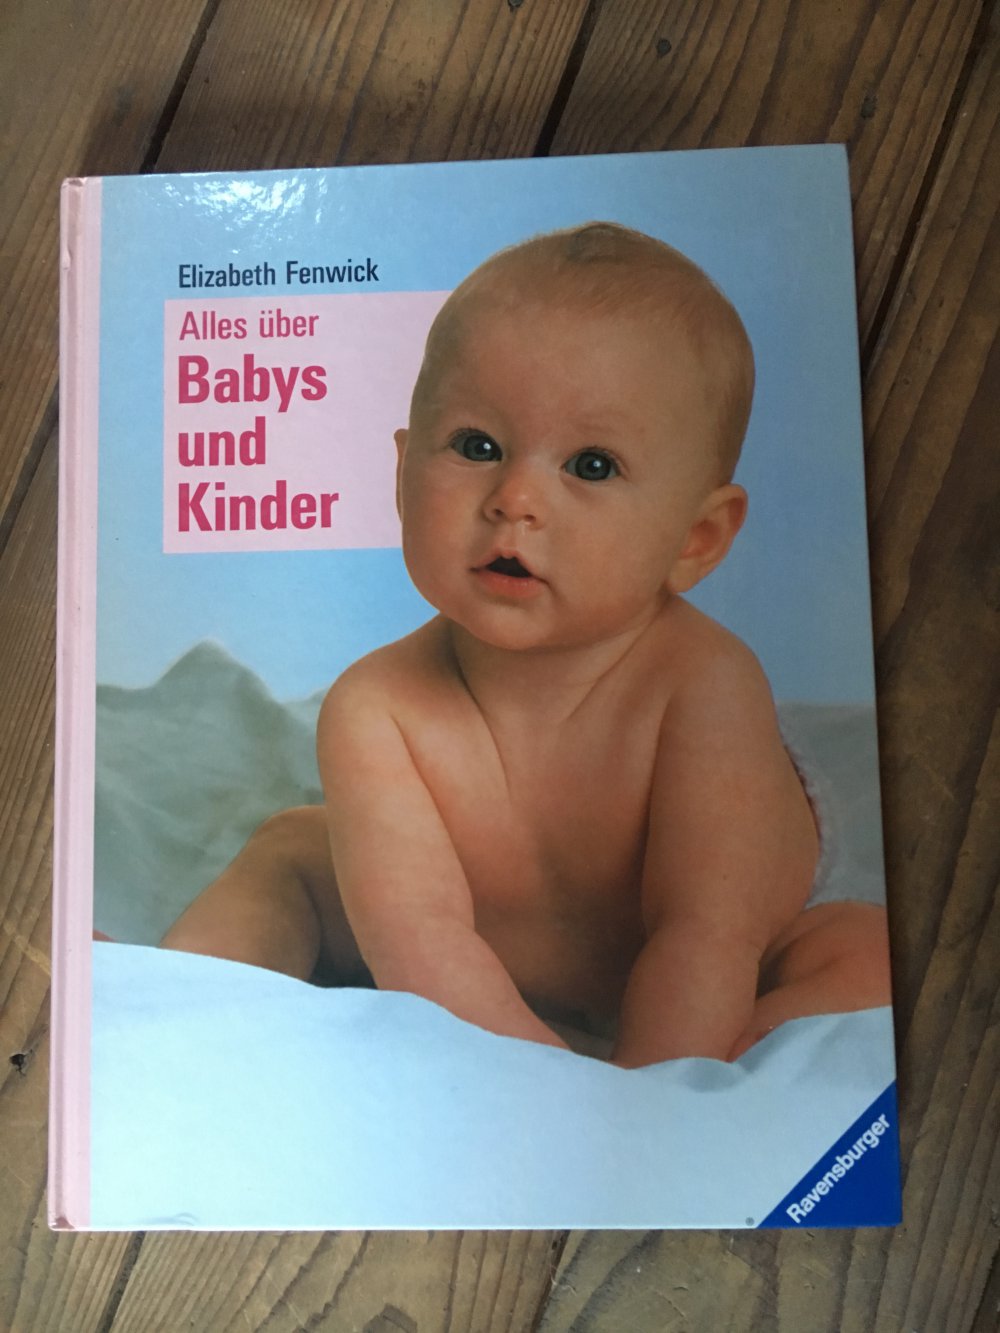 Elizabeth Fenwick
Alles über
Babys
und
Kinder
Ravensburger
®